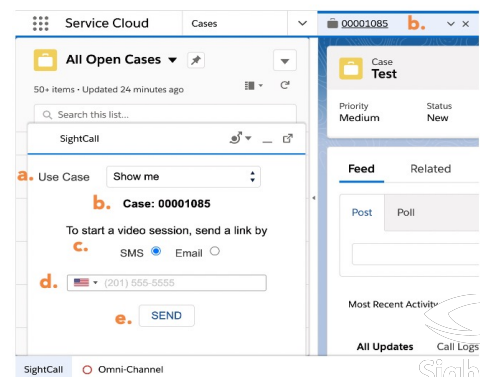 Service Cloud
Cases
00001085
b.
All Open Cases
50+ items • Updated 24 minutes ago
Search this list...
Case
Test
Priority
Status
Medium
New
SightCall
a. Use Case
Show me
b. Case: 00001085
To start a video session, send a link by
c. SMS Email
d. (201) 555-5555
e. SEND
Feed
Related
Post
Poll
Most Recent Activity
All Updates
Call Logs
SightCall
Omni-Channel